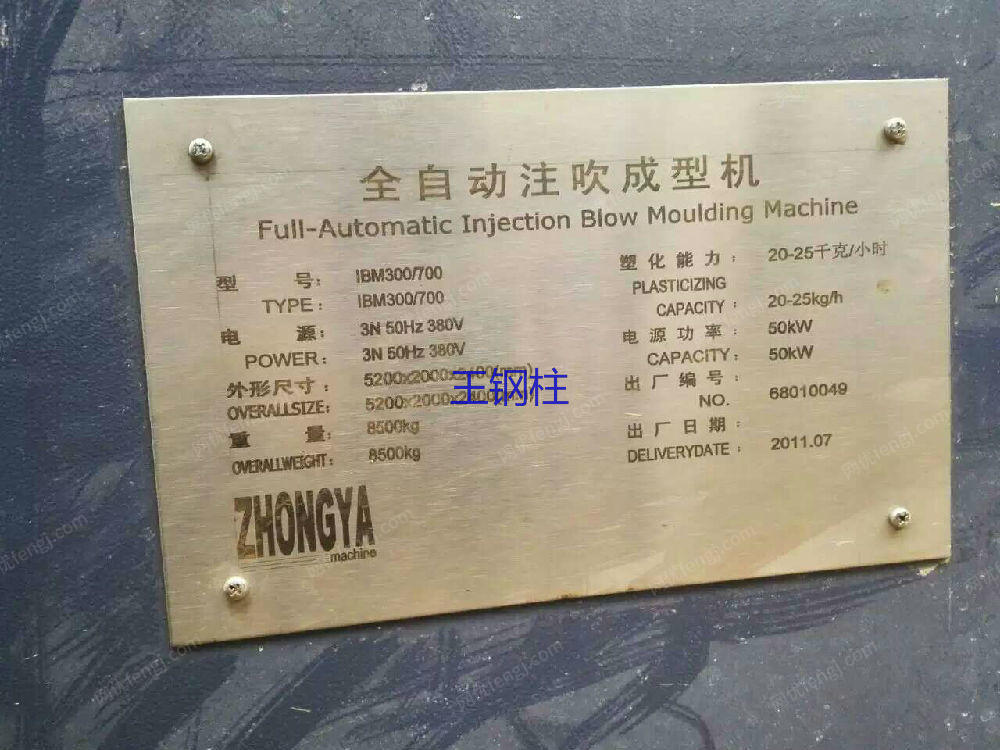 全自动注吹成型机
Full-Automatic Injection Blow Moulding Machine
型 号: IBM300/700
TYPE: IBM300/700
电 源: 3N 50Hz 380V
POWER: 3N 50Hz 380V
外形尺寸:
OVERALLSIZE:
重 量: 8500kg
OVERALLWEIGHT: 8500kg
ZHONGYA
machine
塑化能力: 20-25千克/小时
PLASTICIZING
CAPACITY: 20-25kg/h
电源功率: 50kW
CAPACITY: 50kW
出厂编号:
NO. 68010049
出厂日期:
DELIVERYDATE: 2011.07
王钢柱